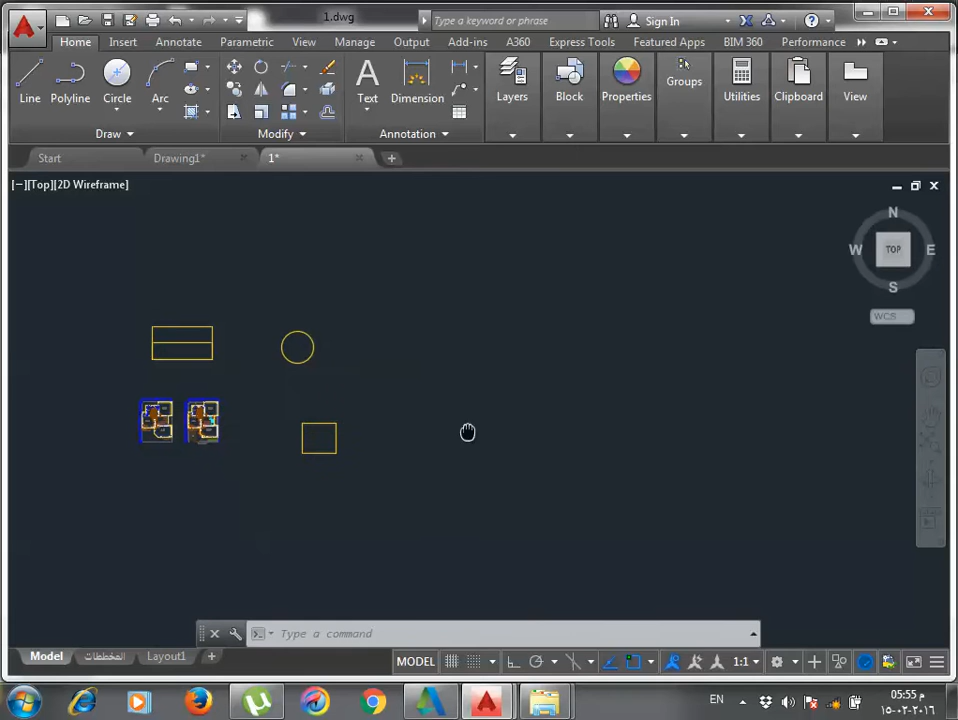 1.dwg
Type a keyword or phrase
Sign In
Home Insert Annotate Parametric View Manage Output Add-ins A360 Express Tools Featured Apps BIM 360 Performance
Line Polyline Circle Arc Text Dimension Layers Block Properties Groups Utilities Clipboard View
Draw Modify Annotation
Start Drawing1* 1*
[−][Top][2D Wireframe]
N
W TOP E
S
WCS
Type a command
Model المخططات Layout1
MODEL 1:1
EN
05:55 م
١٥-٠٢-٢٠١٦